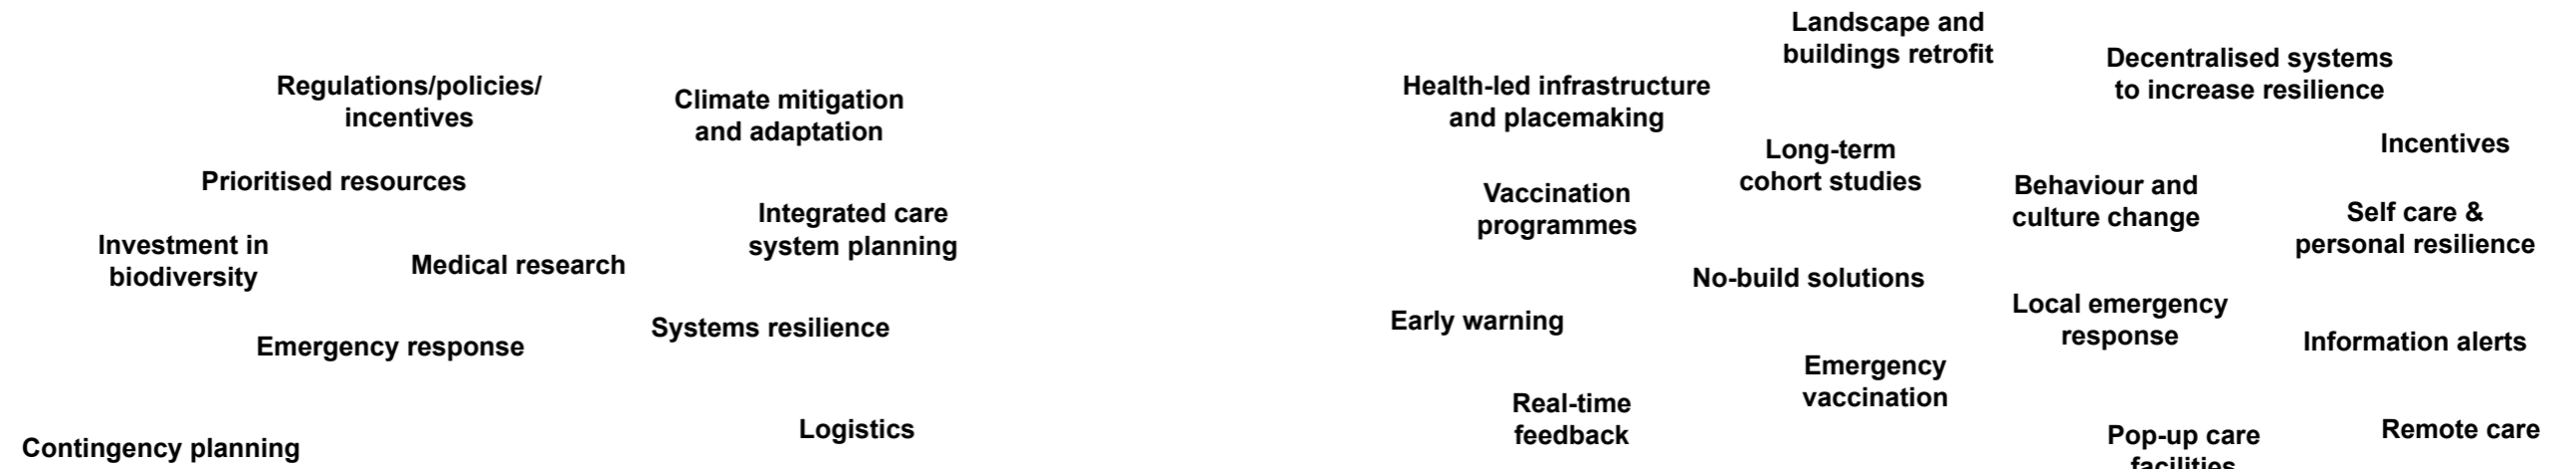 Regulations/policies/
incentives
Climate mitigation
and adaptation
Prioritised resources
Integrated care
system planning
Investment in
biodiversity
Medical research
Systems resilience
Emergency response
Logistics
Contingency planning
Landscape and
buildings retrofit
Decentralised systems
to increase resilience
Health-led infrastructure
and placemaking
Incentives
Long-term
cohort studies
Behaviour and
culture change
Vaccination
programmes
Self care &
personal resilience
No-build solutions
Local emergency
response
Early warning
Information alerts
Emergency
vaccination
Real-time
feedback
Pop-up care
facilities
Remote care